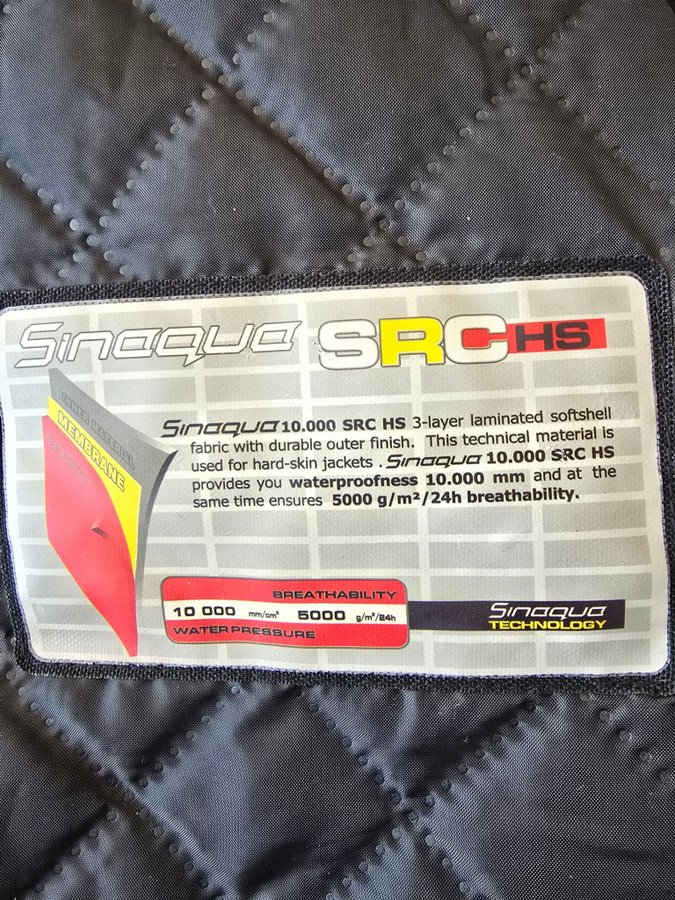 Sinaqua SRC HS
INNER MATERIAL
MEMBRANE
Sinaqua 10.000 SRC HS 3-layer laminated softshell
fabric with durable outer finish. This technical material is
used for hard-skin jackets . Sinaqua 10.000 SRC HS
provides you waterproofness 10.000 mm and at the
same time ensures 5000 g/m²/24h breathability.
BREATHABILITY
10 000 mm/cm² 5000 g/m²/24h
WATER PRESSURE
Sinaqua
TECHNOLOGY